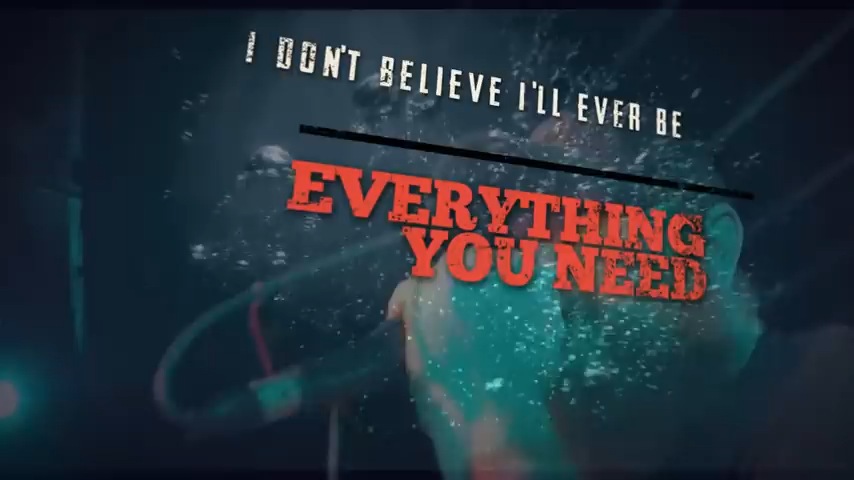 I DON'T BELIEVE I'LL EVER BE
EVERYTHING
YOU NEED